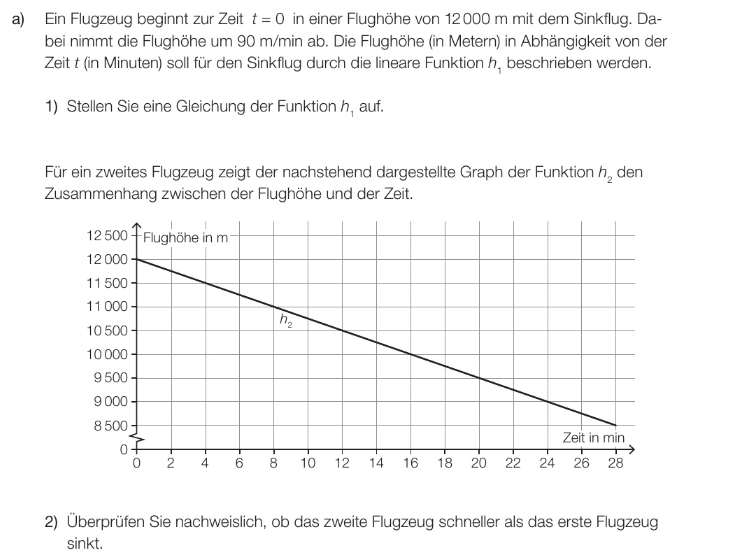 a) Ein Flugzeug beginnt zur Zeit t = 0 in einer Flughöhe von 12 000 m mit dem Sinkflug. Da-
bei nimmt die Flughöhe um 90 m/min ab. Die Flughöhe (in Metern) in Abhängigkeit von der
Zeit t (in Minuten) soll für den Sinkflug durch die lineare Funktion h₁ beschrieben werden.
1) Stellen Sie eine Gleichung der Funktion h₁ auf.
Für ein zweites Flugzeug zeigt der nachstehend dargestellte Graph der Funktion h₂ den
Zusammenhang zwischen der Flughöhe und der Zeit.
12 500 Flughöhe in m
12 000
11 500
11 000
h₂
10 500
10 000
9 500
9 000
8 500
Zeit in min
0
0 2 4 6 8 10 12 14 16 18 20 22 24 26 28
2) Überprüfen Sie nachweislich, ob das zweite Flugzeug schneller als das erste Flugzeug
sinkt.